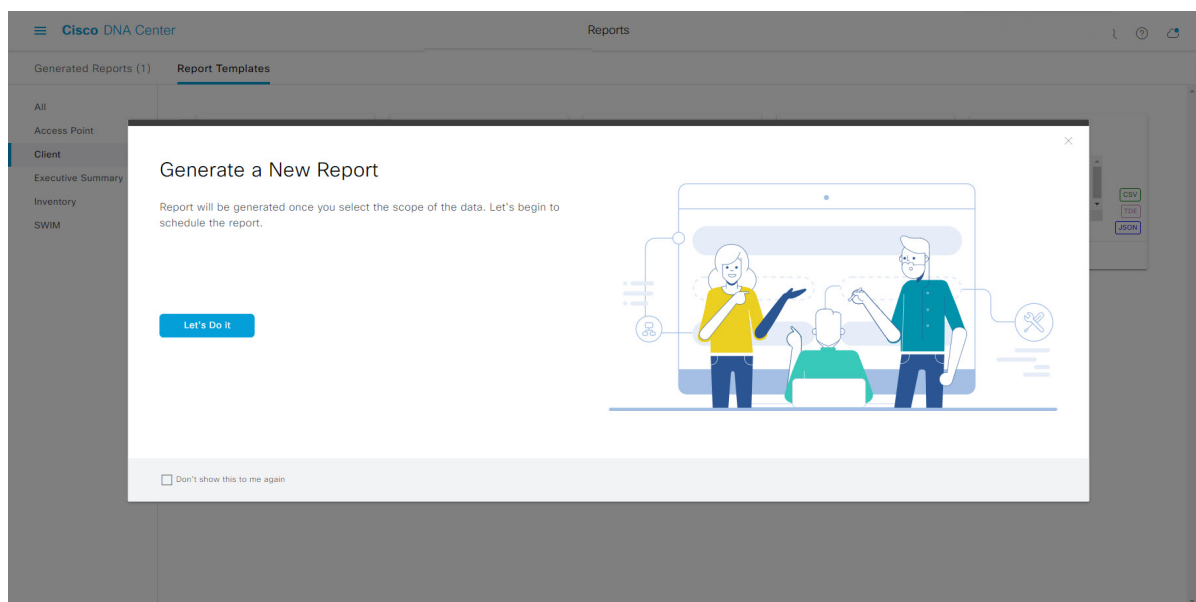 Cisco DNA Center
Reports
Generated Reports (1)
Report Templates
All
Access Point
Client
Executive Summary
Inventory
SWIM
Generate a New Report
Report will be generated once you select the scope of the data. Let's begin to
schedule the report.
Let's Do it
Don't show this to me again
CSV
TDE
JSON